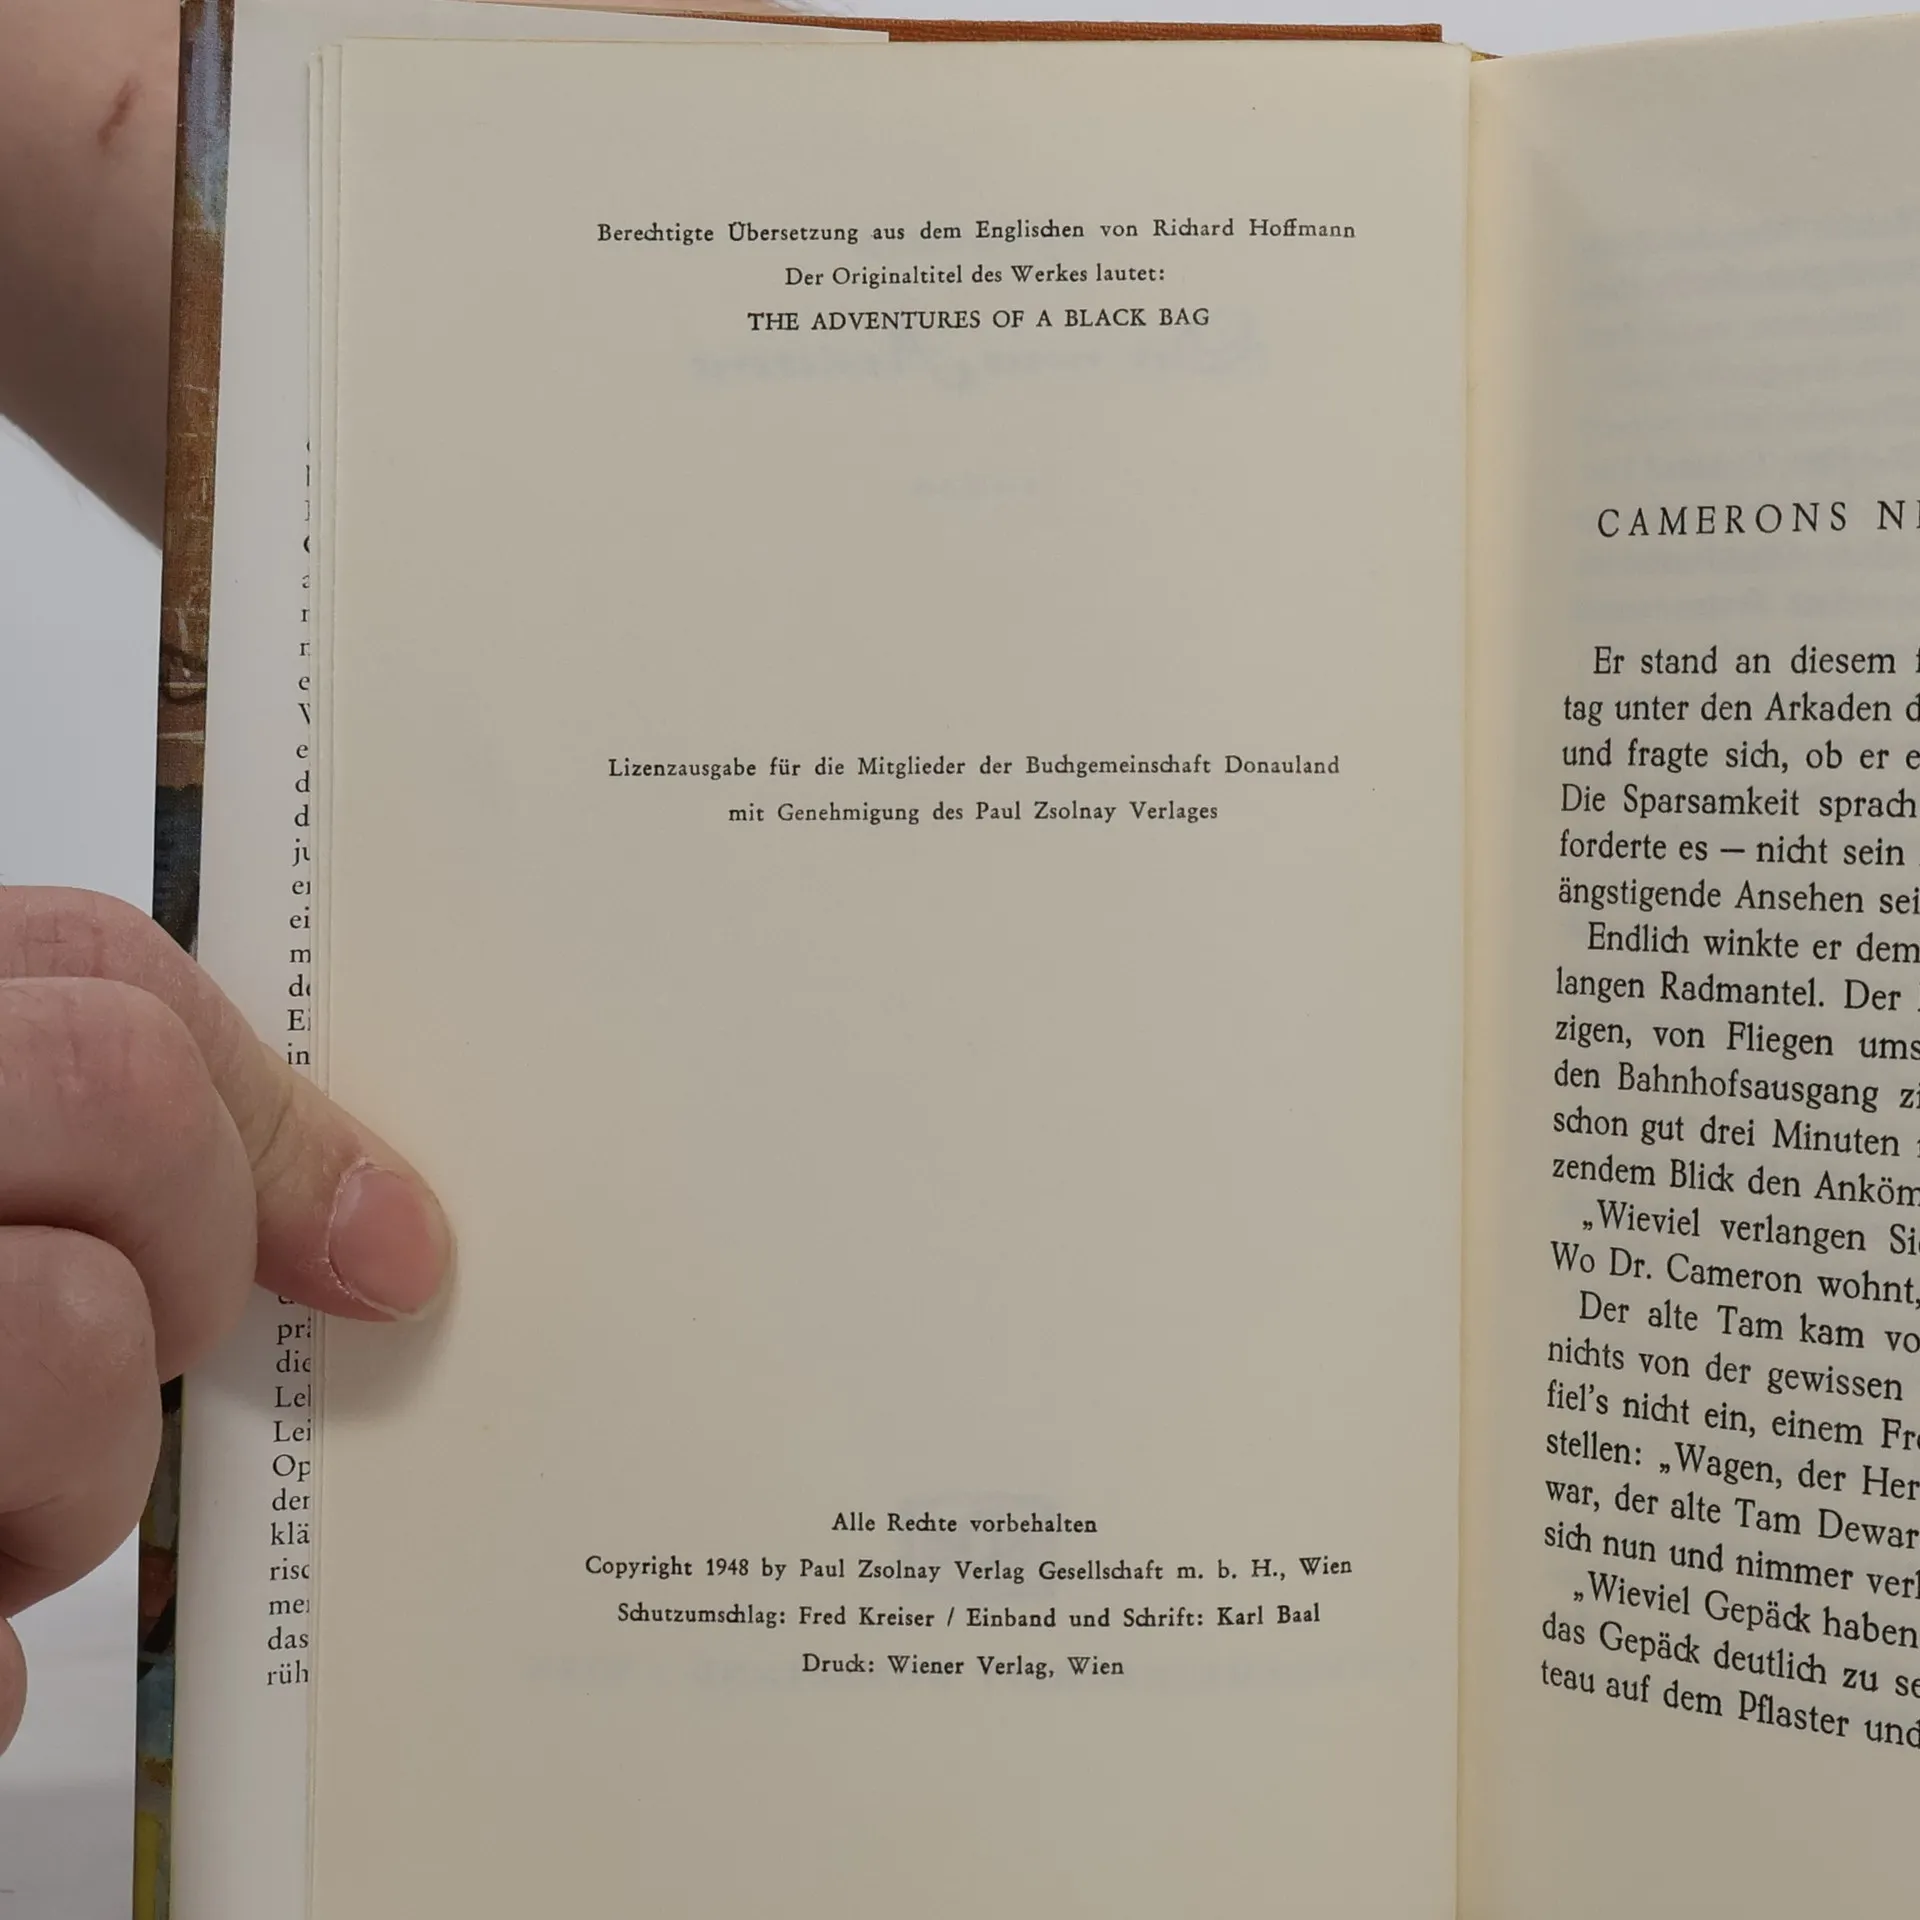 Berechtigte Übersetzung aus dem Englischen von Richard Hoffmann
Der Originaltitel des Werkes lautet:
THE ADVENTURES OF A BLACK BAG
Lizenzausgabe für die Mitglieder der Buchgemeinschaft Donauland
mit Genehmigung des Paul Zsolnay Verlages
Alle Rechte vorbehalten
Copyright 1948 by Paul Zsolnay Verlag Gesellschaft m. b. H., Wien
Schutzumschlag: Fred Kreiser / Einband und Schrift: Karl Baal
Druck: Wiener Verlag, Wien
CAMERONS
Er stand an diesem
tag unter den Arkaden
und fragte sich, ob er
Die Sparsamkeit sprach
forderte es — nicht sein
ängstigende Ansehen
Endlich winkte er dem
langen Radmantel. Der
zigen, von Fliegen
den Bahnhofsausgang
schon gut drei Minuten
zendem Blick den
„Wieviel verlangen
Wo Dr. Cameron wohnt,
Der alte Tam kam
nichts von der gewissen
fiel's nicht ein, einem
stellen: „Wagen, der
war, der alte Tam Dewar
sich nun und nimmer
„Wieviel Gepäck haben
das Gepäck deutlich zu
teau auf dem Pflaster und